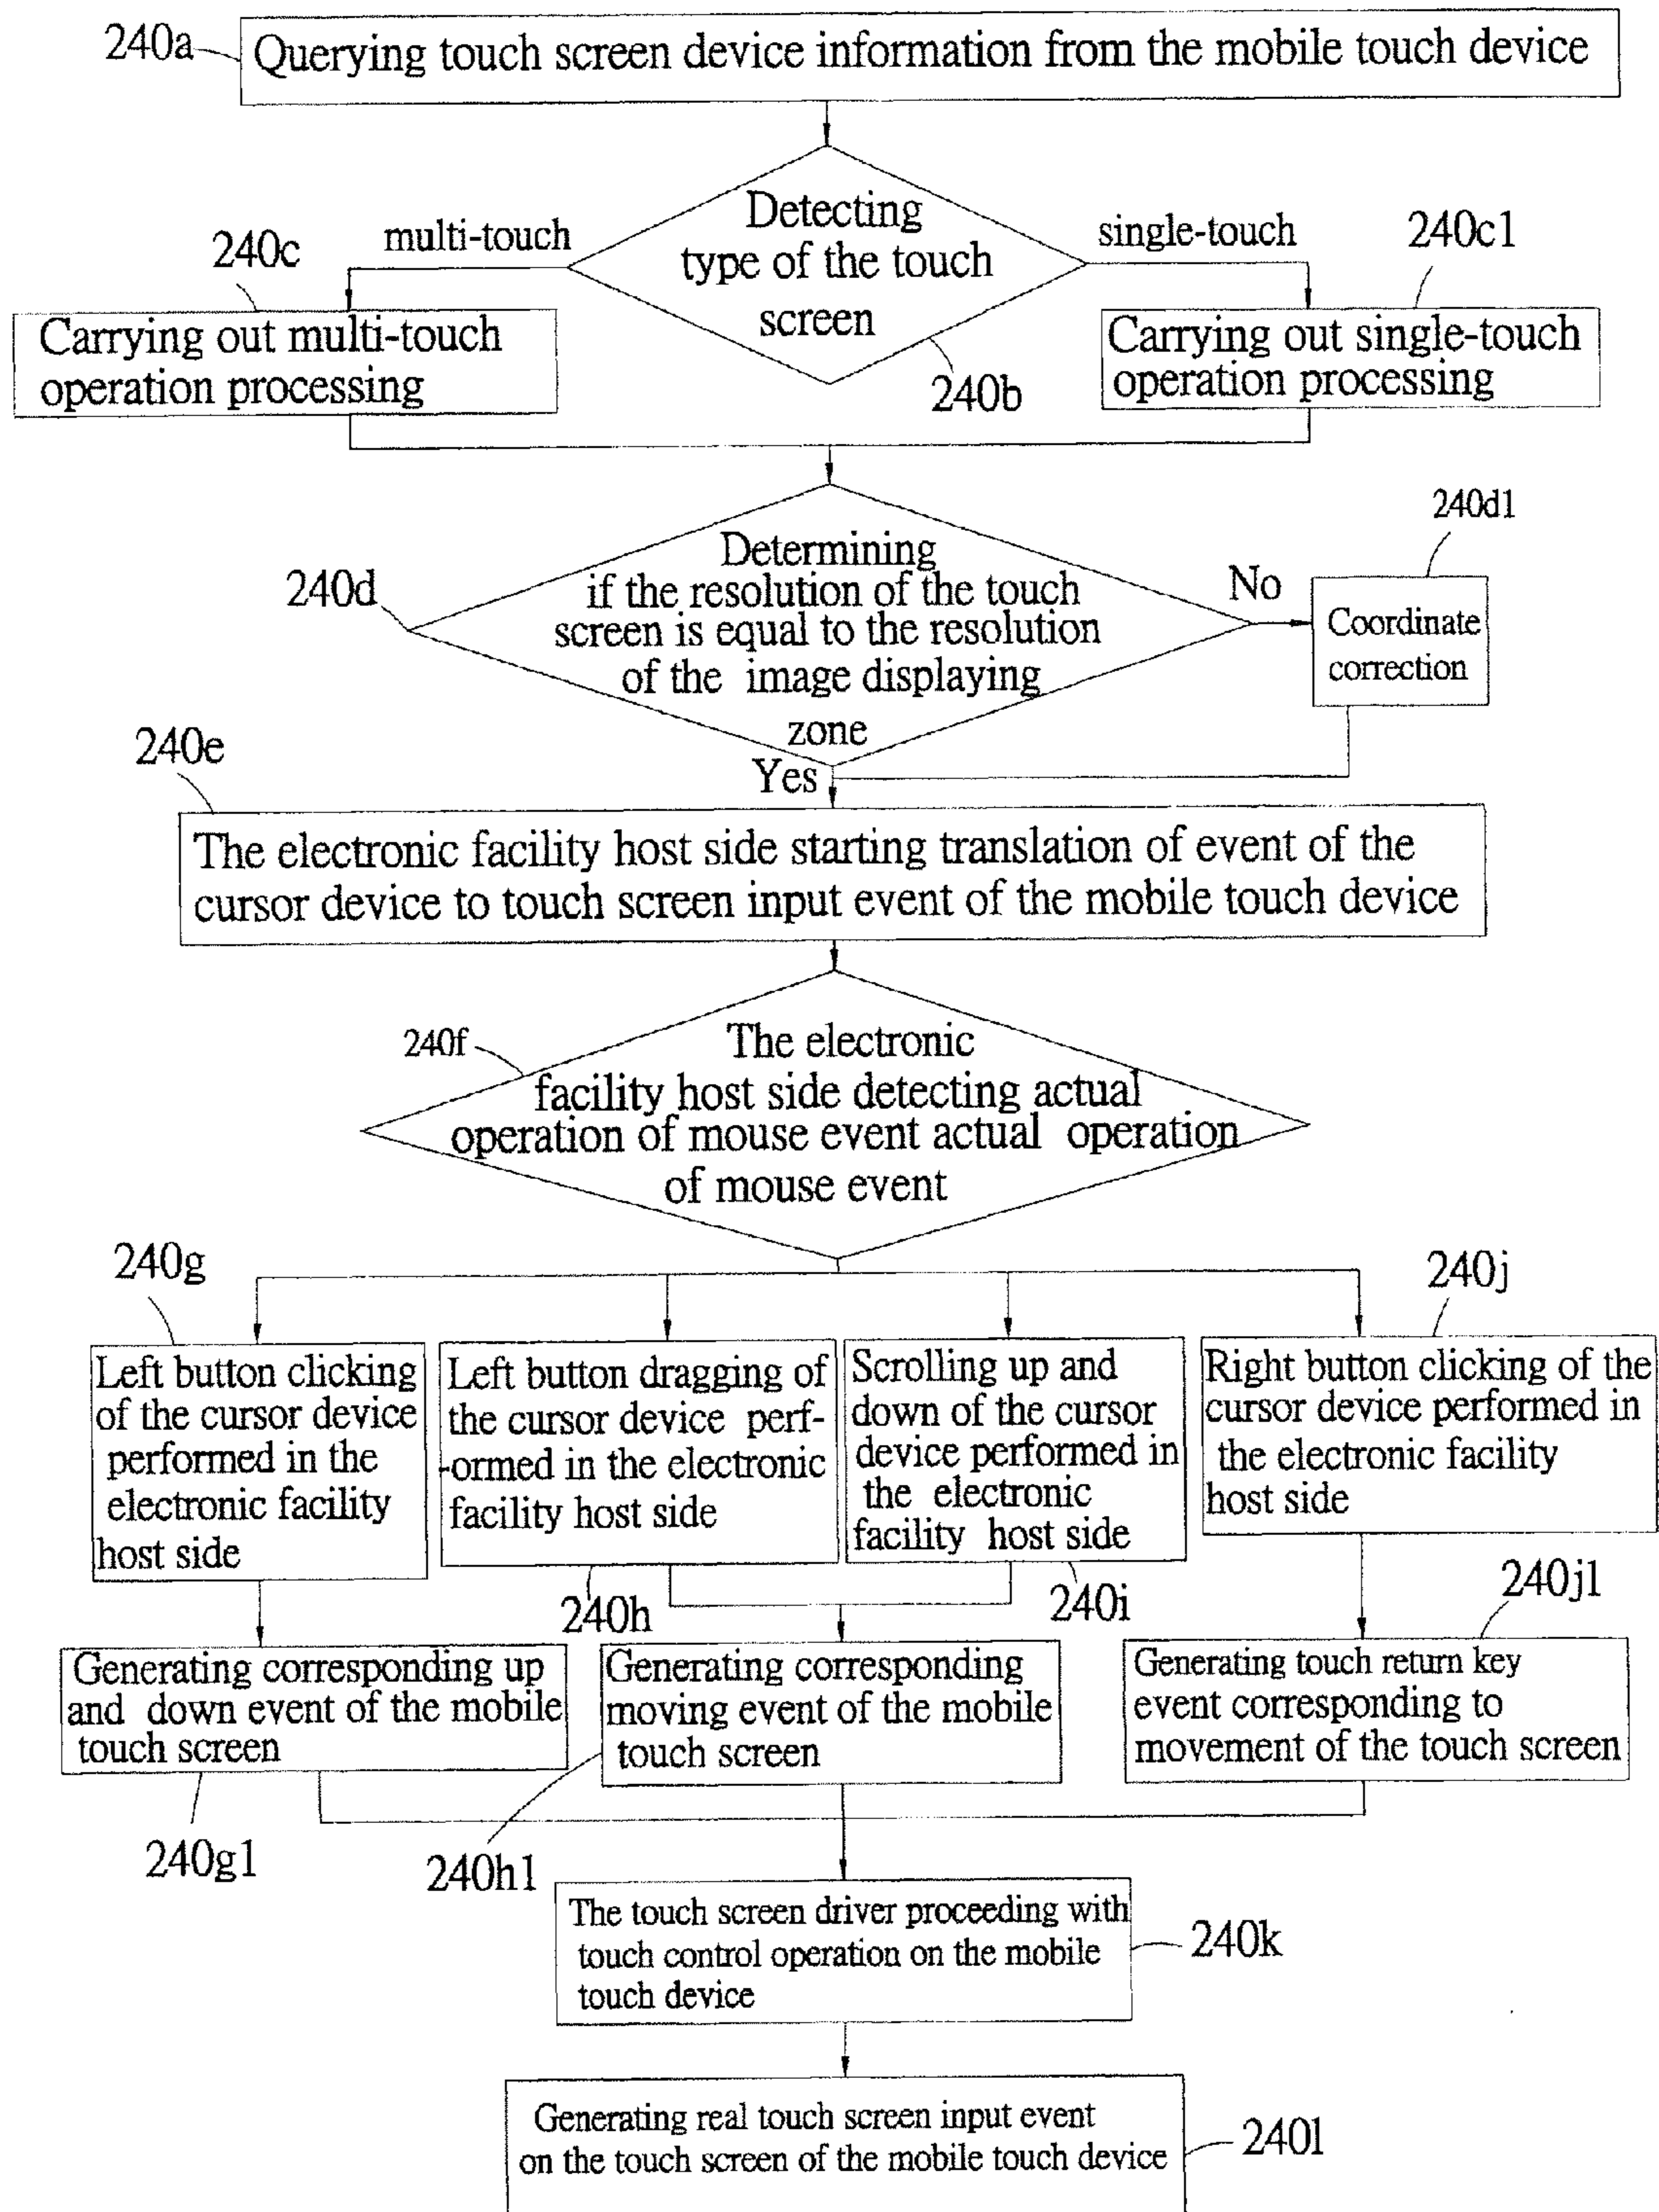 240a
Querying touch screen device information from the mobile touch device
Detecting
type of the touch
screen
240b
multi-touch
single-touch
240c
Carrying out multi-touch
operation processing
240c1
Carrying out single-touch
operation processing
240d
Determining
if the resolution of the touch
screen is equal to the resolution
of the image displaying
zone
No
240d1
Coordinate
correction
Yes
240e
The electronic facility host side starting translation of event of the
cursor device to touch screen input event of the mobile touch device
240f
The electronic
facility host side detecting actual
operation of mouse event actual operation
of mouse event
240g
Left button clicking
of the cursor device
performed in the
electronic facility
host side
Left button dragging of
the cursor device perf-
-ormed in the electronic
facility host side
240h
Scrolling up and
down of the cursor
device performed in
the electronic
facility host side
240i
240j
Right button clicking of the
cursor device performed in
the electronic facility
host side
Generating corresponding up
and down event of the mobile
touch screen
240g1
Generating corresponding
moving event of the mobile
touch screen
240h1
240j1
Generating touch return key
event corresponding to
movement of the touch screen
The touch screen driver proceeding with
touch control operation on the mobile
touch device
240k
Generating real touch screen input event
on the touch screen of the mobile touch device
240l